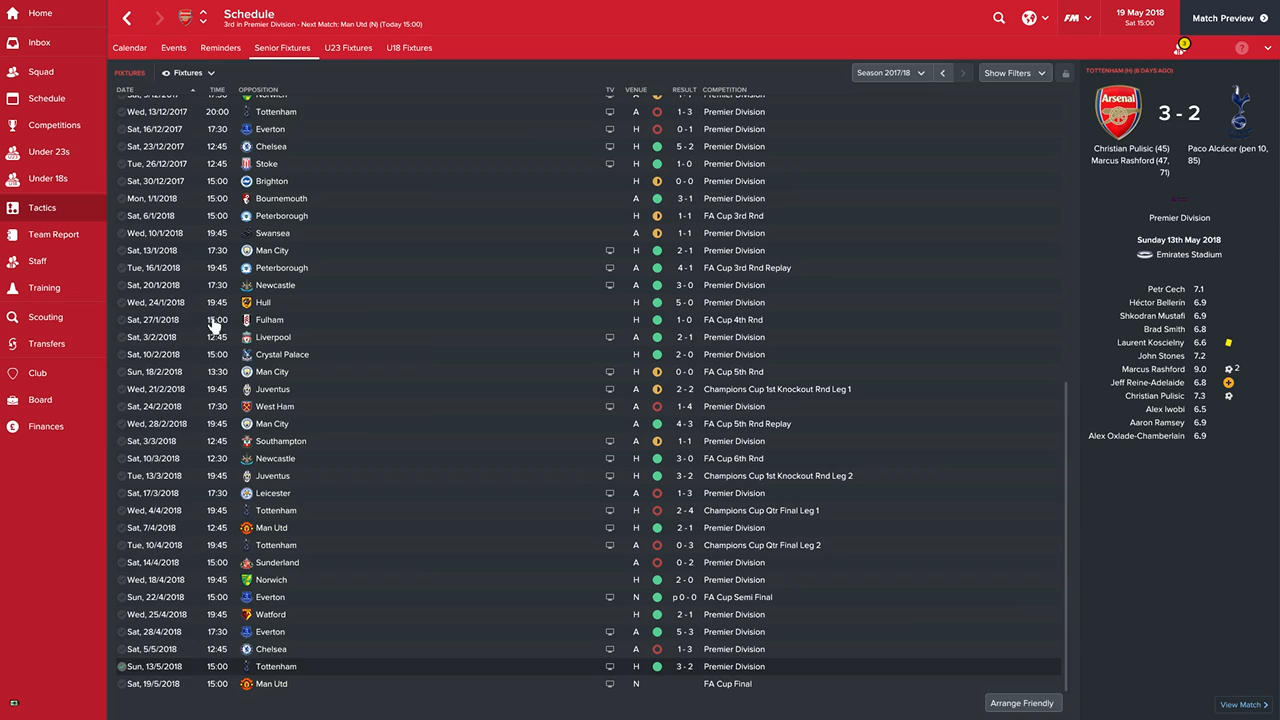 Home
Inbox
Squad
Schedule
Competitions
Under 23s
Under 18s
Tactics
Team Report
Staff
Training
Scouting
Transfers
Club
Board
Finances
Schedule
3rd in Premier Division - Next Match: Man Utd (N) (Today 15:00)
FM
19 May 2018
Sat 15:00
Match Preview
Calendar Events Reminders Senior Fixtures U23 Fixtures U18 Fixtures
3
?
FIXTURES Fixtures Season 2017/18 Show Filters
DATE TIME OPPOSITION TV VENUE RESULT COMPETITION
Wed, 13/12/2017 20:00 Tottenham A 1-3 Premier Division
Sat, 16/12/2017 17:30 Everton H 0-1 Premier Division
Sat, 23/12/2017 12:45 Chelsea H 5-2 Premier Division
Tue, 26/12/2017 12:45 Stoke H 1-0 Premier Division
Sat, 30/12/2017 15:00 Brighton H 0-0 Premier Division
Mon, 1/1/2018 15:00 Bournemouth A 3-1 Premier Division
Sat, 6/1/2018 15:00 Peterborough H 1-1 FA Cup 3rd Rnd
Wed, 10/1/2018 19:45 Swansea A 1-1 Premier Division
Sat, 13/1/2018 17:30 Man City H 2-1 Premier Division
Tue, 16/1/2018 19:45 Peterborough A 4-1 FA Cup 3rd Rnd Replay
Sat, 20/1/2018 17:30 Newcastle A 3-0 Premier Division
Wed, 24/1/2018 19:45 Hull H 5-0 Premier Division
Sat, 27/1/2018 15:00 Fulham H 1-0 FA Cup 4th Rnd
Sat, 3/2/2018 12:45 Liverpool A 2-1 Premier Division
Sat, 10/2/2018 15:00 Crystal Palace H 2-0 Premier Division
Sun, 18/2/2018 13:30 Man City H 0-0 FA Cup 5th Rnd
Wed, 21/2/2018 19:45 Juventus A 2-2 Champions Cup 1st Knockout Rnd Leg 1
Sat, 24/2/2018 17:30 West Ham A 1-4 Premier Division
Wed, 28/2/2018 19:45 Man City A 4-3 FA Cup 5th Rnd Replay
Sat, 3/3/2018 12:45 Southampton A 1-1 Premier Division
Sat, 10/3/2018 12:30 Newcastle H 3-0 FA Cup 6th Rnd
Tue, 13/3/2018 19:45 Juventus H 3-2 Champions Cup 1st Knockout Rnd Leg 2
Sat, 17/3/2018 17:30 Leicester A 1-3 Premier Division
Wed, 4/4/2018 19:45 Tottenham H 2-4 Champions Cup Qtr Final Leg 1
Sat, 7/4/2018 12:45 Man Utd H 2-1 Premier Division
Tue, 10/4/2018 19:45 Tottenham A 0-3 Champions Cup Qtr Final Leg 2
Sat, 14/4/2018 15:00 Sunderland A 0-2 Premier Division
Wed, 18/4/2018 19:45 Norwich H 2-0 Premier Division
Sun, 22/4/2018 15:00 Everton N p 0-0 FA Cup Semi Final
Wed, 25/4/2018 19:45 Watford H 2-1 Premier Division
Sat, 28/4/2018 17:30 Everton A 5-3 Premier Division
Sat, 5/5/2018 12:45 Chelsea A 1-3 Premier Division
Sun, 13/5/2018 15:00 Tottenham H 3-2 Premier Division
Sat, 19/5/2018 15:00 Man Utd N FA Cup Final
Arrange Friendly
TOTTENHAM (H) (6 DAYS AGO)
Arsenal 3 - 2
Christian Pulisic (45) Paco Alcácer (pen 10,
Marcus Rashford (47, 85)
71)
Premier Division
Sunday 13th May 2018
Emirates Stadium
Petr Cech 7.1
Héctor Bellerin 6.9
Shkodran Mustafi 6.9
Brad Smith 6.8
Laurent Koscielny 6.6
John Stones 7.2
Marcus Rashford 9.0 2
Jeff Reine-Adelaide 6.8
Christian Pulisic 7.3
Alex Iwobi 6.5
Aaron Ramsey 6.9
Alex Oxlade-Chamberlain 6.9
View Match